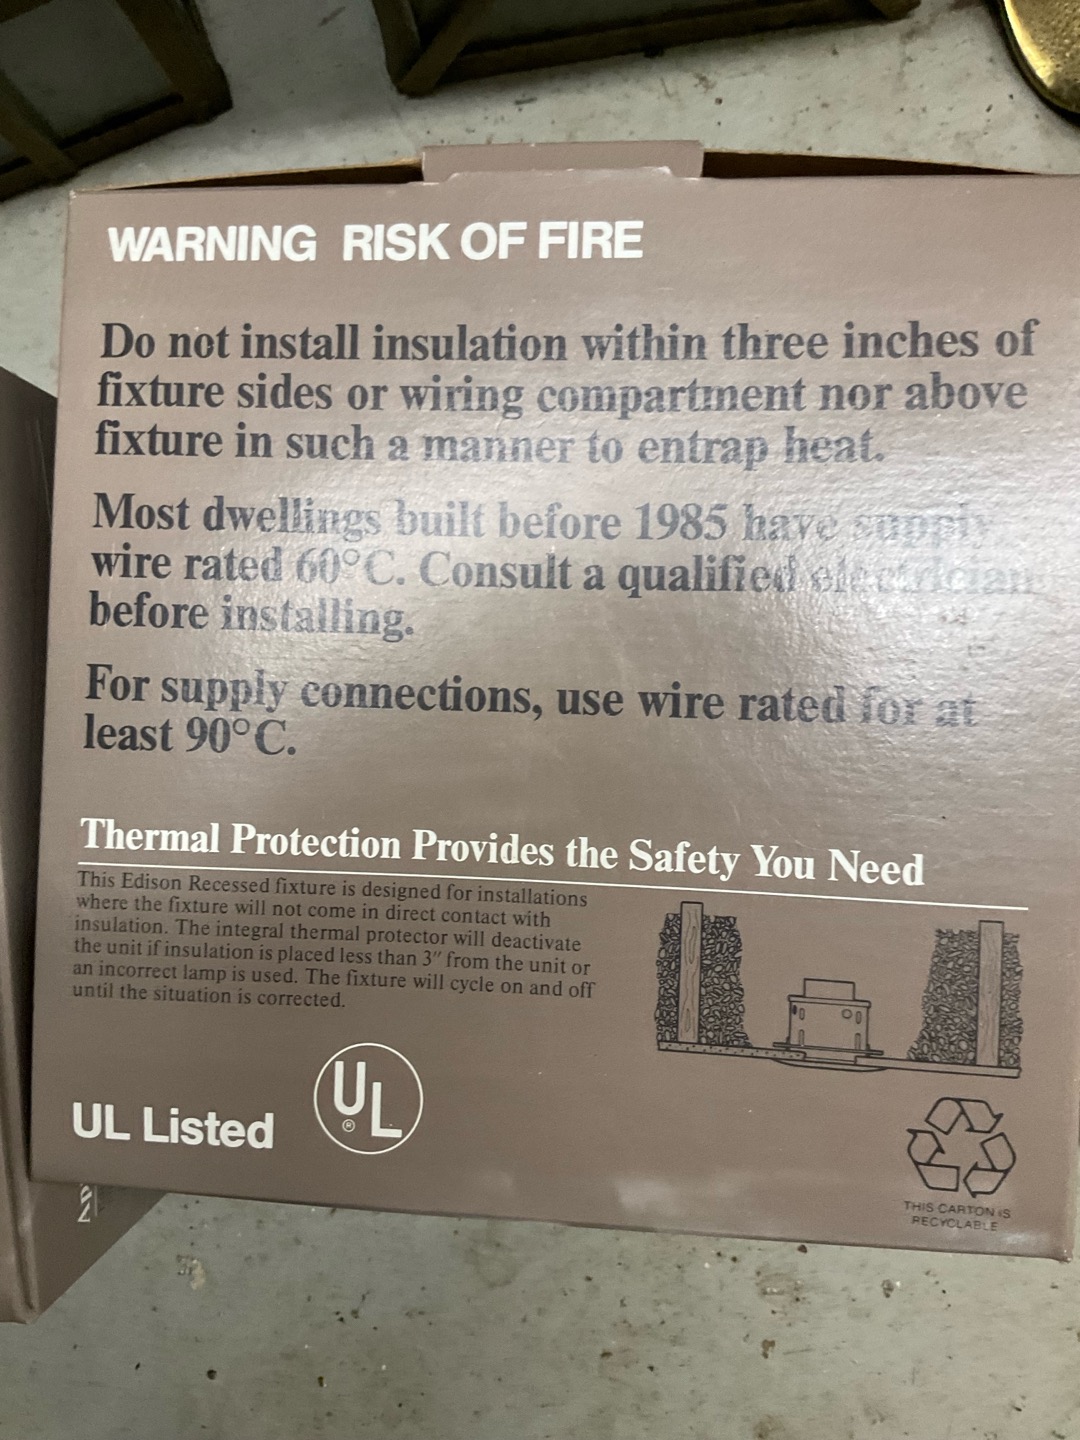 WARNING RISK OF FIRE
Do not install insulation within three inches of
fixture sides or wiring compartment nor above
fixture in such a manner to entrap heat.
Most dwellings built before 1985 have supply
wire rated 60°C. Consult a qualified electrician
before installing.
For supply connections, use wire rated for at
least 90°C.
Thermal Protection Provides the Safety You Need
This Edison Recessed fixture is designed for installations
where the fixture will not come in direct contact with
insulation. The integral thermal protector will deactivate
the unit if insulation is placed less than 3" from the unit or
an incorrect lamp is used. The fixture will cycle on and off
until the situation is corrected.
UL Listed
UL
®
THIS CARTON IS
RECYCLABLE